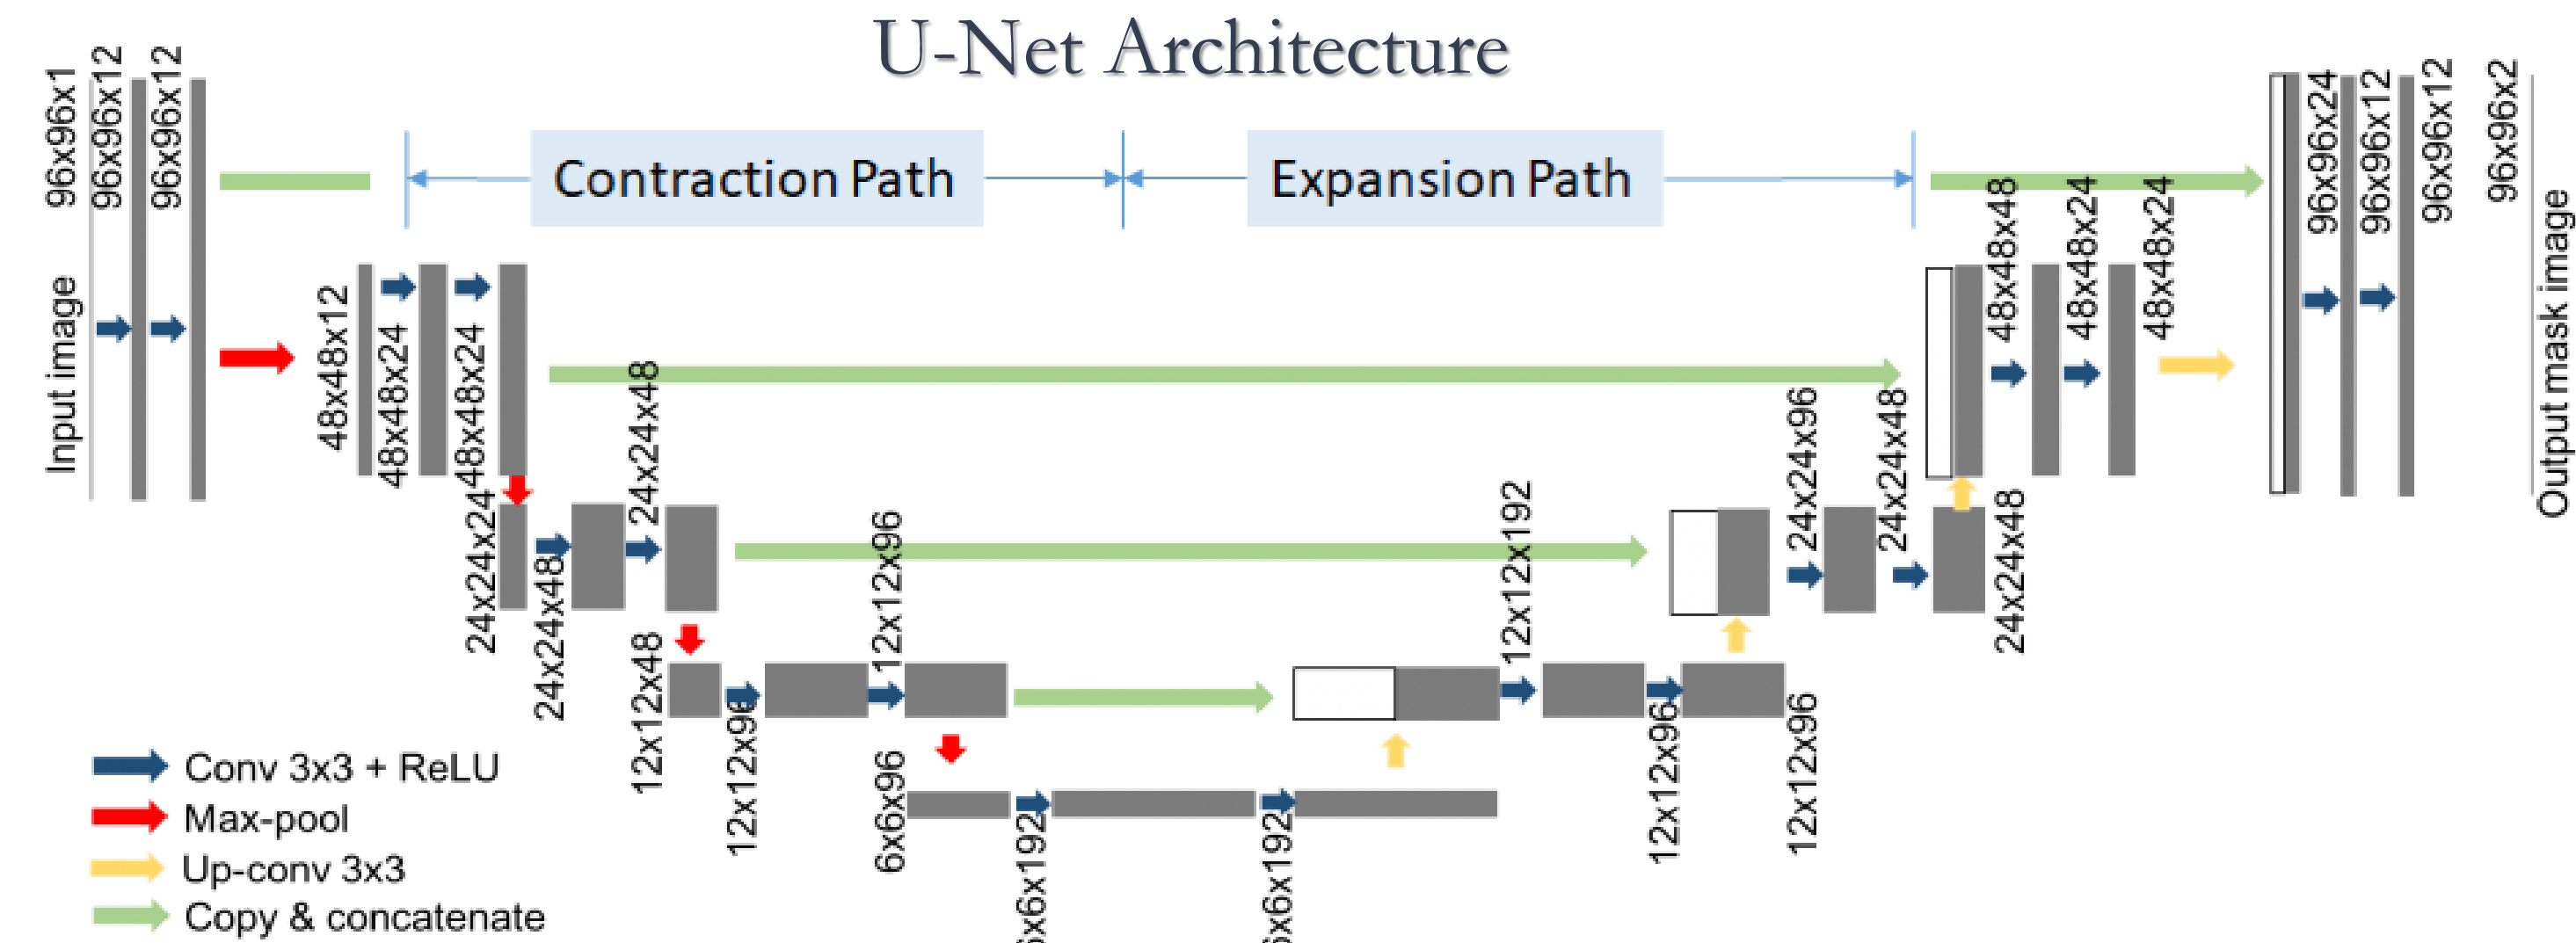 U-Net Architecture
Contraction Path
Expansion Path
Input image
96x96x1
96x96x12
96x96x12
48x48x12
48x48x24
48x48x24
24x24x24
24x24x48
24x24x48
12x12x48
12x12x96
12x12x96
6x6x96
6x6x192
6x6x192
12x12x192
12x12x96
12x12x96
24x24x96
24x24x48
24x24x48
48x48x48
48x48x24
48x48x24
96x96x24
96x96x12
96x96x12
96x96x2
Output mask image
Conv 3x3 + ReLU
Max-pool
Up-conv 3x3
Copy & concatenate